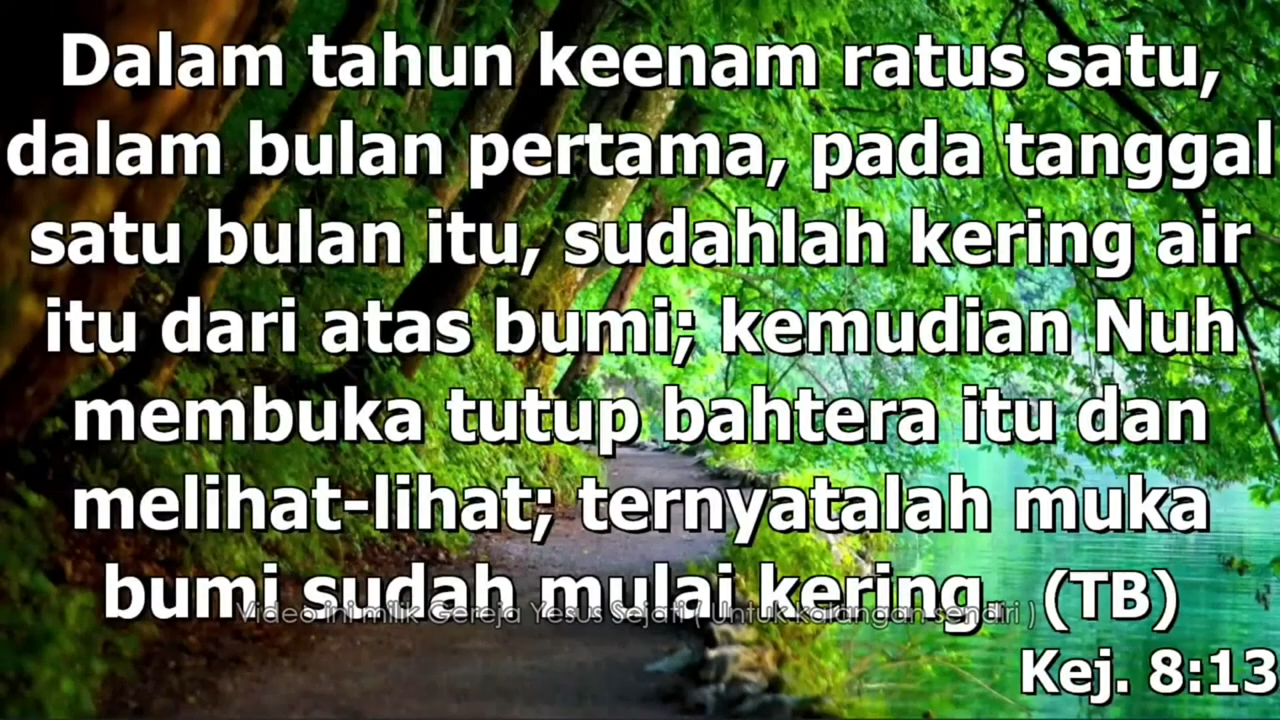 Dalam tahun keenam ratus satu,
dalam bulan pertama, pada tanggal
satu bulan itu, sudahlah kering air
itu dari atas bumi; kemudian Nuh
membuka tutup bahtera itu dan
melihat-lihat; ternyatalah muka
bumi sudah mulai kering. (TB)
Video ini milik Gereja Yesus Sejati ( Untuk kalangan sendiri )
Kej. 8:13